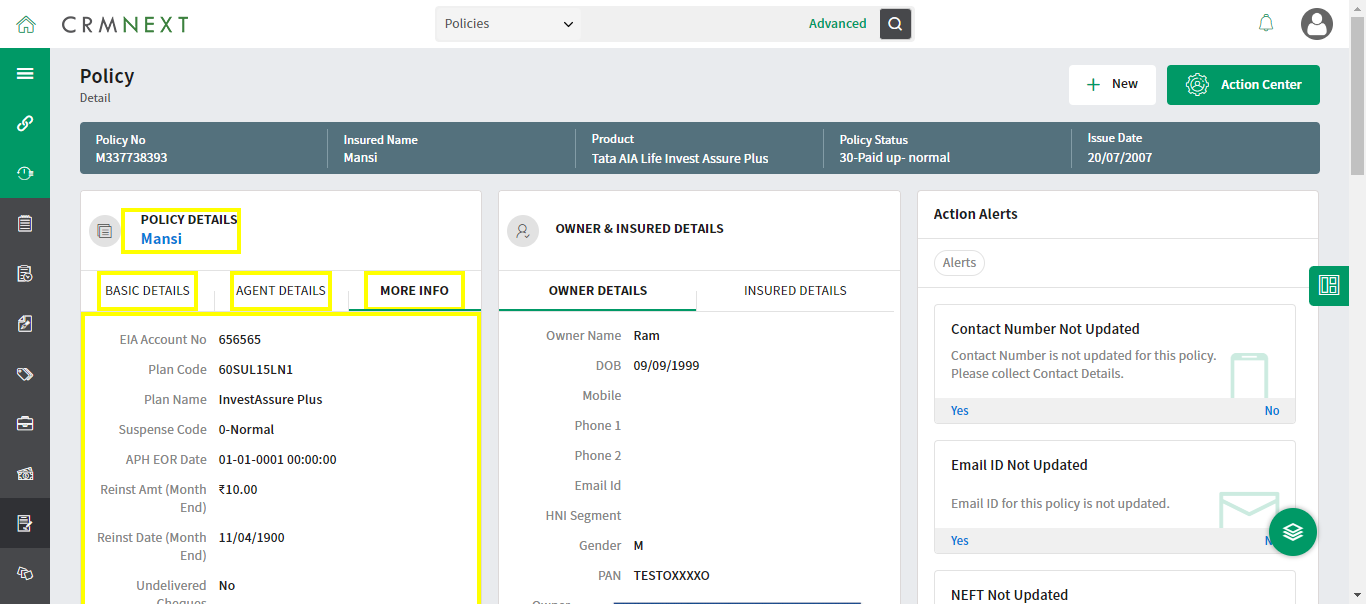 CRMNEXT
Policies
Advanced
Policy
Detail
New
Action Center
Policy No
M337738393
Insured Name
Mansi
Product
Tata AIA Life Invest Assure Plus
Policy Status
30-Paid up- normal
Issue Date
20/07/2007
POLICY DETAILS
Mansi
BASIC DETAILS
AGENT DETAILS
MORE INFO
EIA Account No 656565
Plan Code 60SUL15LN1
Plan Name InvestAssure Plus
Suspense Code 0-Normal
APH EOR Date 01-01-0001 00:00:00
Reinst Amt (Month ₹10.00
End)
Reinst Date (Month 11/04/1900
End)
Undelivered No
Cheques
OWNER & INSURED DETAILS
OWNER DETAILS
INSURED DETAILS
Owner Name Ram
DOB 09/09/1999
Mobile
Phone 1
Phone 2
Email Id
HNI Segment
Gender M
PAN TESTOXXXXO
Owner
Action Alerts
Alerts
Contact Number Not Updated
Contact Number is not updated for this policy.
Please collect Contact Details.
Yes No
Email ID Not Updated
Email ID for this policy is not updated.
Yes
NEFT Not Updated